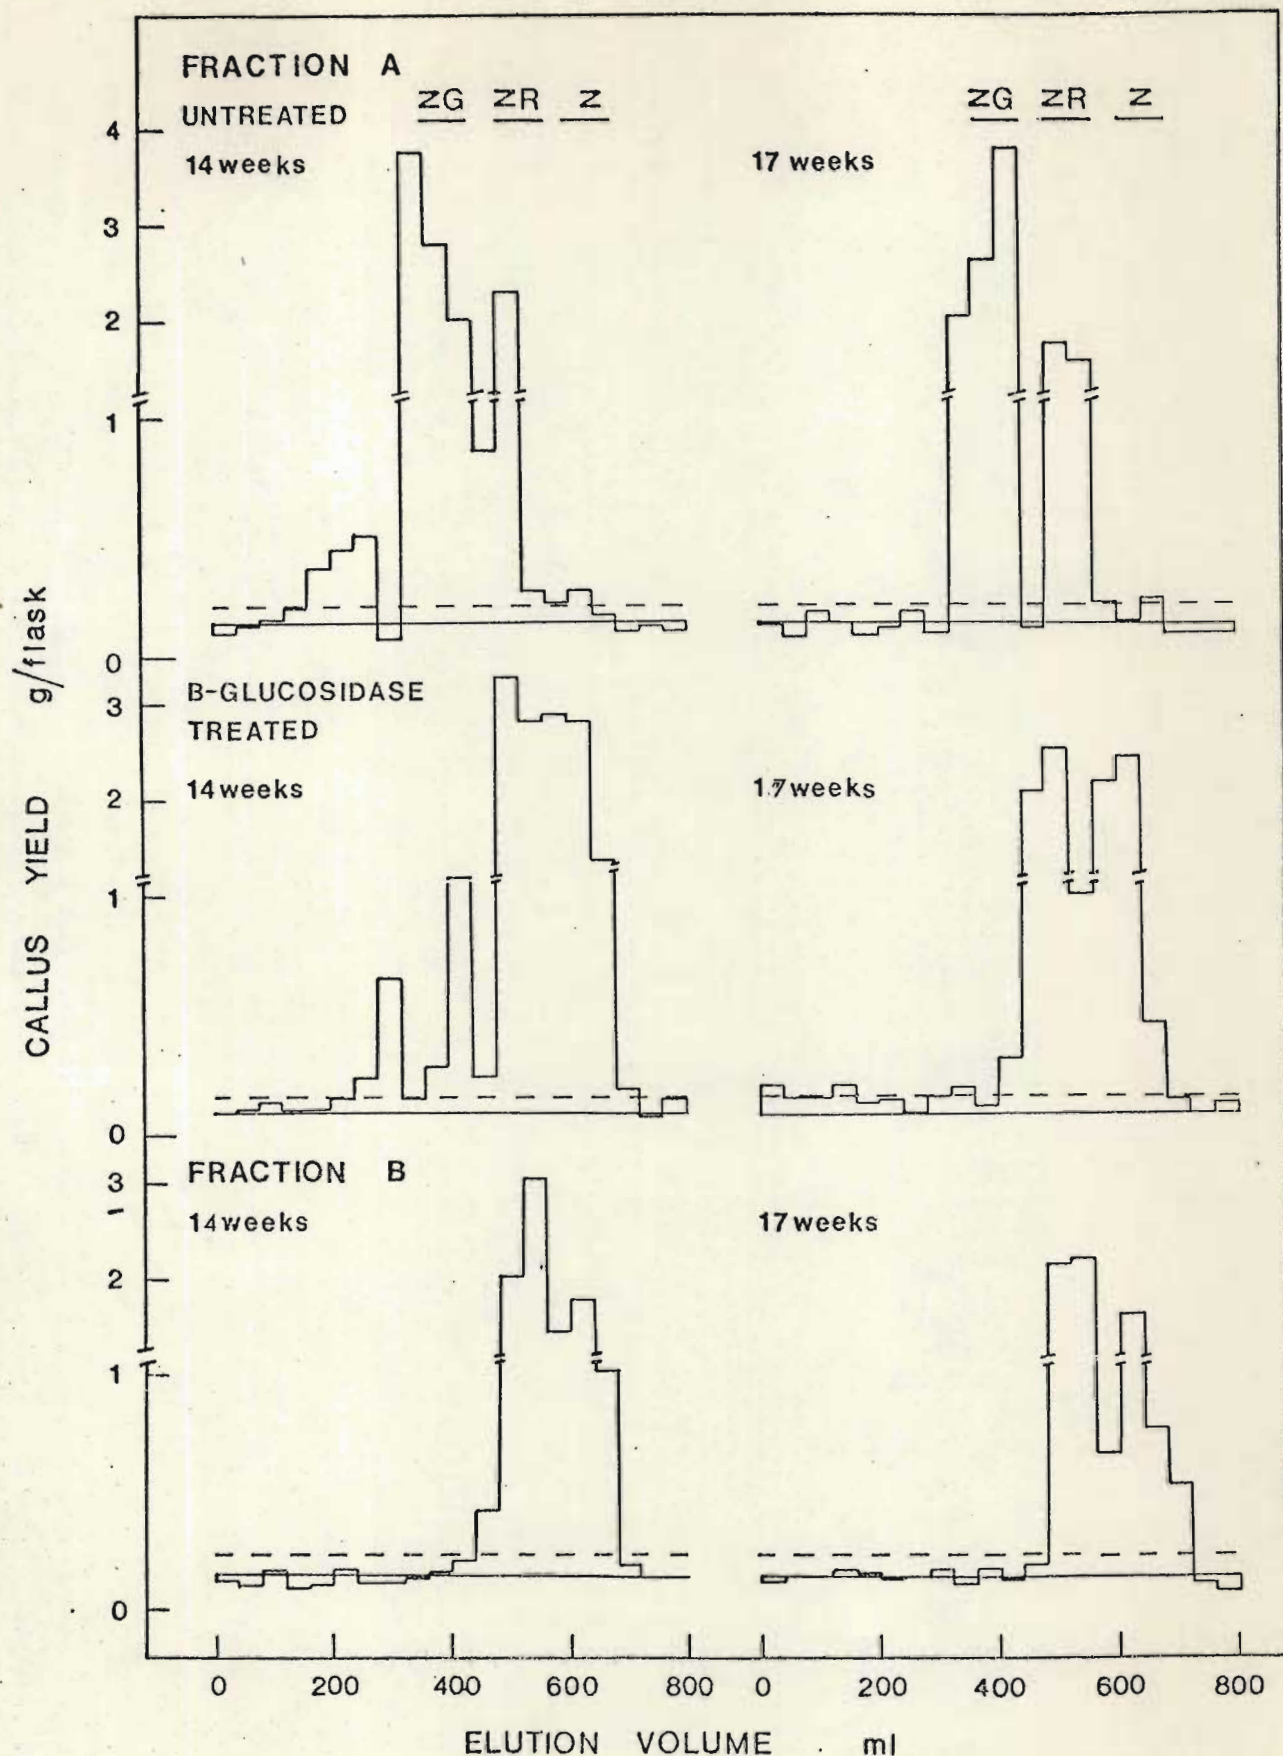 FRACTION A
UNTREATED
14 weeks
ZG ZR Z
17 weeks
ZG ZR Z
4
3
2
1
0
B-GLUCOSIDASE
TREATED
14 weeks
17 weeks
3
2
1
0
FRACTION B
14 weeks
17 weeks
3
2
1
0
CALLUS YIELD g/flask
0 200 400 600 800 0 200 400 600 800
ELUTION VOLUME ml